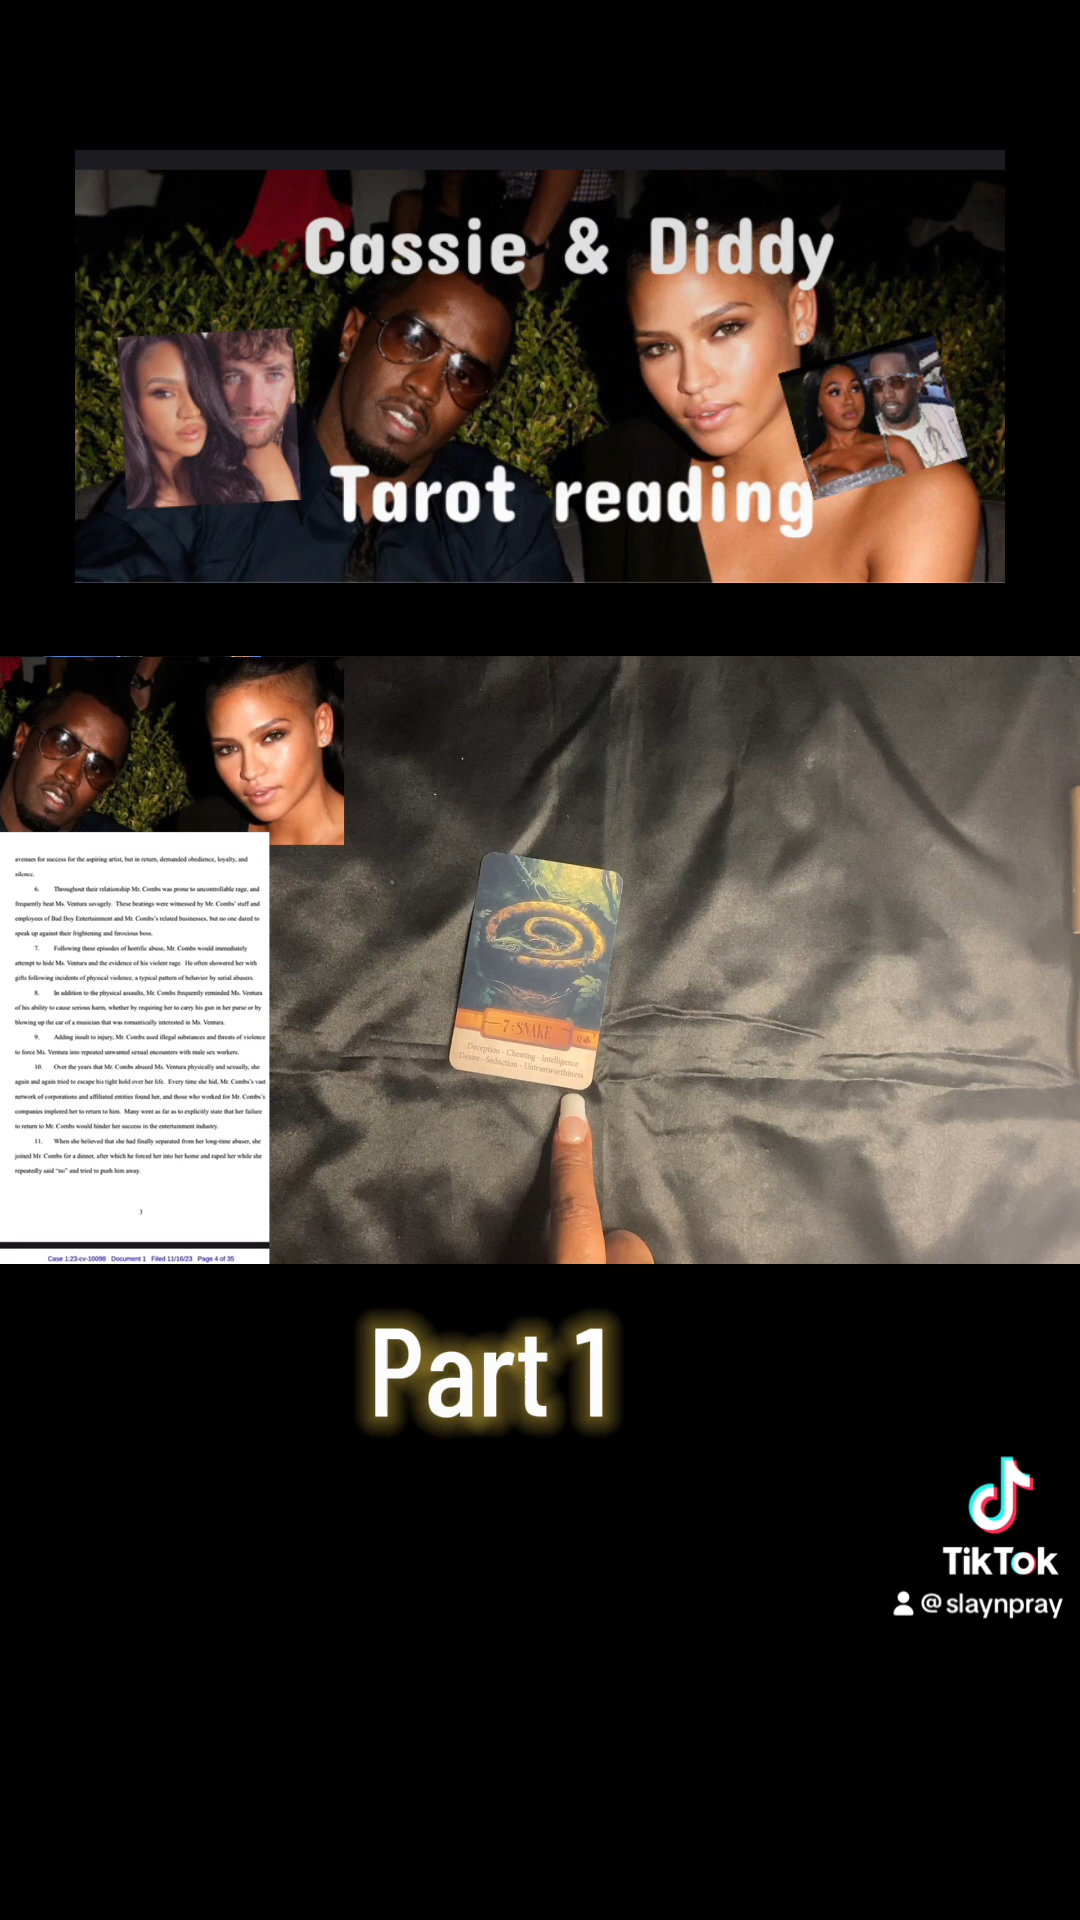 Cassie & Diddy
Tarot reading
avenues for success for the aspiring artist, but in return, demanded obedience, loyalty, and
silence.
6. Throughout their relationship Mr. Combs was prone to uncontrollable rage, and
frequently beat Ms. Ventura savagely. These beatings were witnessed by Mr. Combs' staff and
employees of Bad Boy Entertainment and Mr. Combs's related businesses, but no one dared to
speak up against their frightening and ferocious boss.
7. Following these episodes of horrific abuse, Mr. Combs would immediately
attempt to hide Ms. Ventura and the evidence of his violent rage. He often showered her with
gifts following incidents of physical violence, a typical pattern of behavior by serial abusers.
8. In addition to the physical assaults, Mr. Combs frequently reminded Ms. Ventura
of his ability to cause serious harm, whether by requiring her to carry his gun in her purse or by
blowing up the car of a musician that was romantically interested in Ms. Ventura.
9. Adding insult to injury, Mr. Combs used illegal substances and threats of violence
to force Ms. Ventura into repeated unwanted sexual encounters with male sex workers.
10. Over the years that Mr. Combs abused Ms. Ventura physically and sexually, she
again and again tried to escape his tight hold over her life. Every time she hid, Mr. Combs's vast
network of corporations and affiliated entities found her, and those who worked for Mr. Combs's
companies implored her to return to him. Many went as far as to explicitly state that her failure
to return to Mr. Combs would hinder her success in the entertainment industry.
11. When she believed that she had finally separated from her long-time abuser, she
joined Mr. Combs for a dinner, after which he forced her into her home and raped her while she
repeatedly said "no" and tried to push him away.
3
Case 1:23-cv-10098 Document 1 Filed 11/16/23 Page 4 of 35
7: SNAKE
Deception - Cheating - Intelligence
Desire - Seduction - Untrustworthiness
Part 1
TikTok
@slaynpray